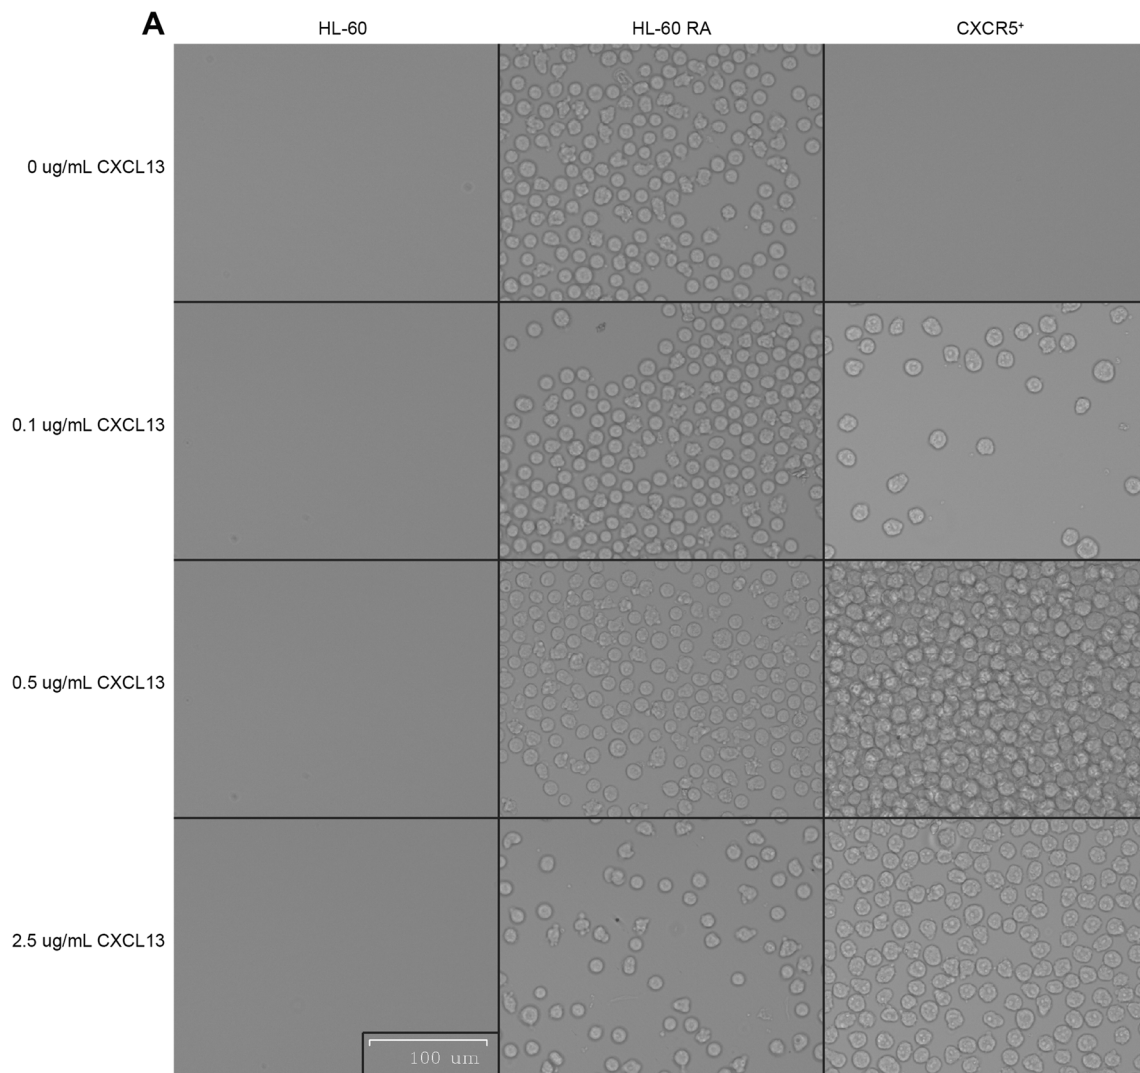 A
HL-60 HL-60 RA CXCR5⁺
0 ug/mL CXCL13
0.1 ug/mL CXCL13
0.5 ug/mL CXCL13
2.5 ug/mL CXCL13
100 um